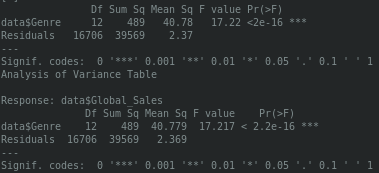 Df Sum Sq Mean Sq F value Pr(>F)
data$Genre 12 489 40.78 17.22 <2e-16 ***
Residuals 16706 39569 2.37
---
Signif. codes: 0 '***' 0.001 '**' 0.01 '*' 0.05 '.' 0.1 ' ' 1
Analysis of Variance Table
Response: data$Global_Sales
Df Sum Sq Mean Sq F value Pr(>F)
data$Genre 12 489 40.779 17.217 < 2.2e-16 ***
Residuals 16706 39569 2.369
---
Signif. codes: 0 '***' 0.001 '**' 0.01 '*' 0.05 '.' 0.1 ' ' 1